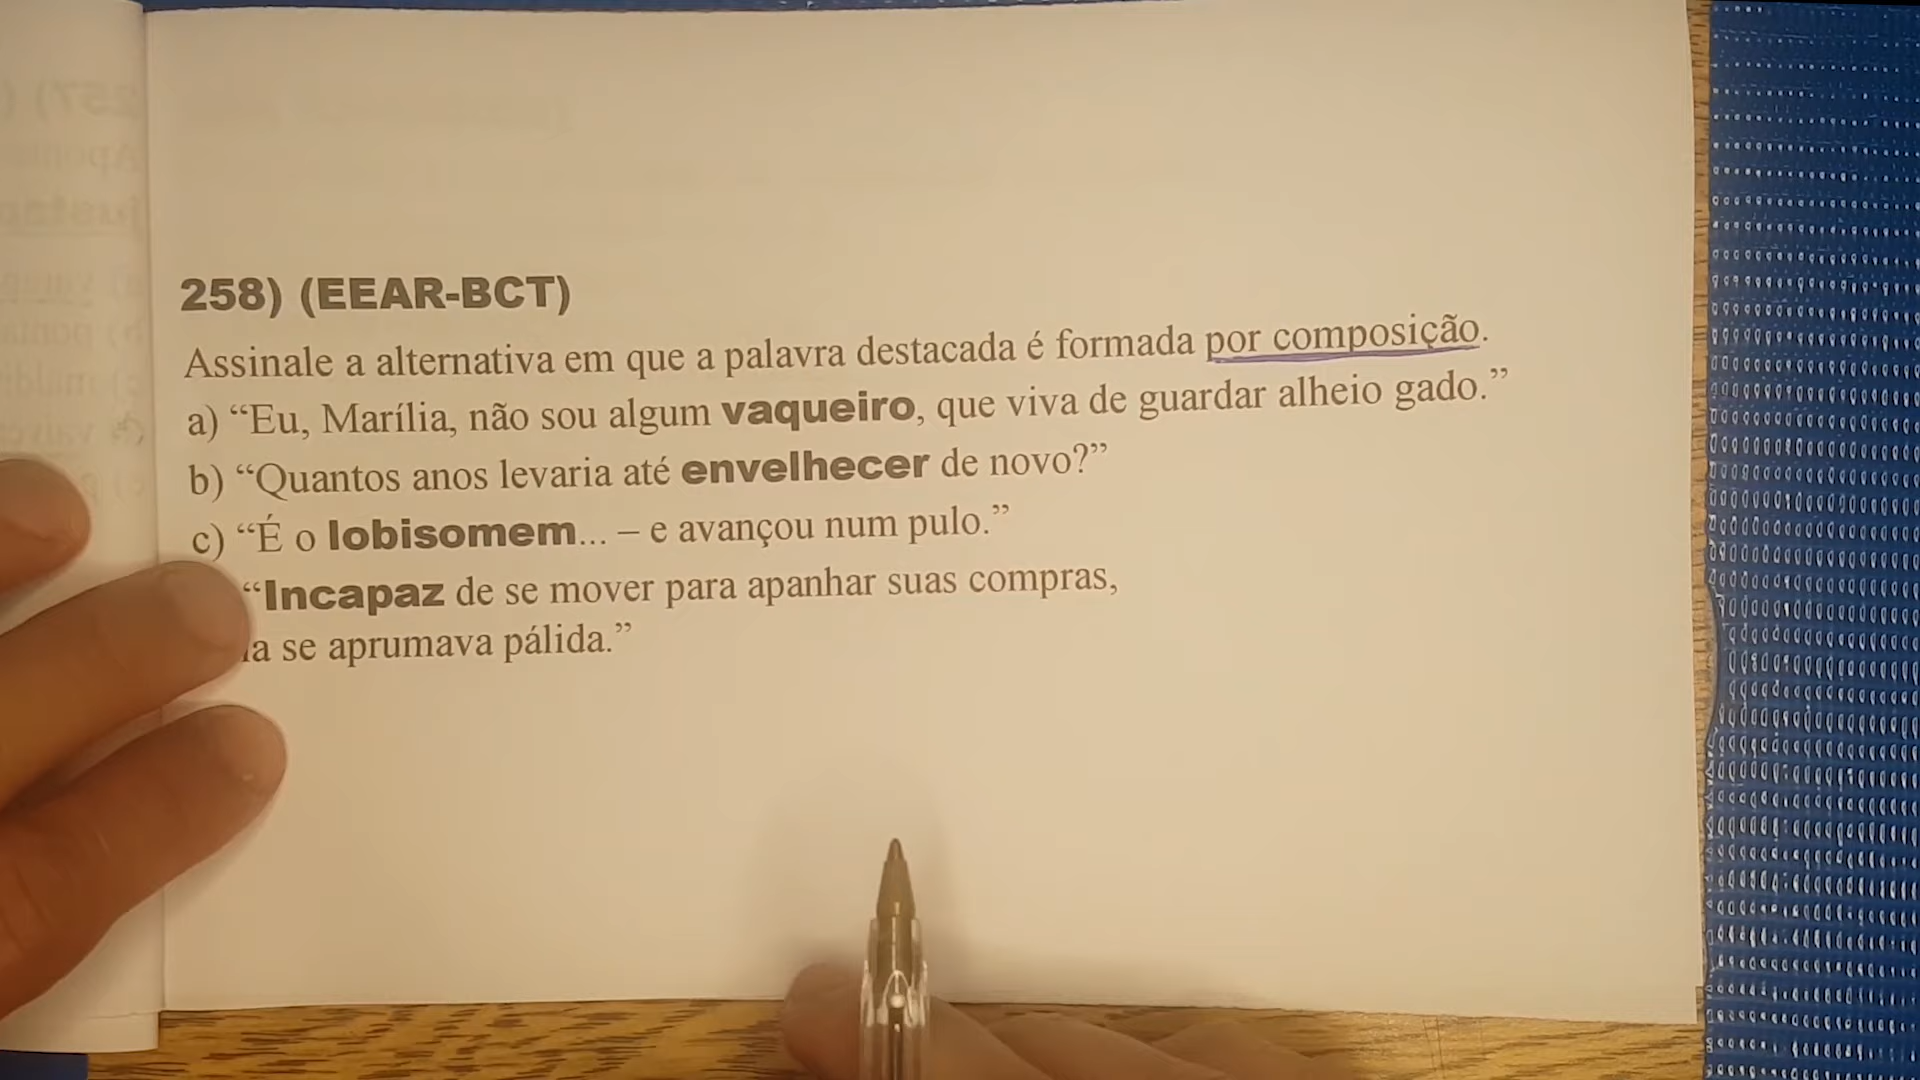 258) (EEAR-BCT)
Assinale a alternativa em que a palavra destacada é formada por composição.
a) “Eu, Marília, não sou algum vaqueiro, que viva de guardar alheio gado.”
b) “Quantos anos levaria até envelhecer de novo?”
c) “É o lobisomem... – e avançou num pulo.”
“Incapaz de se mover para apanhar suas compras,
la se aprumava pálida.”